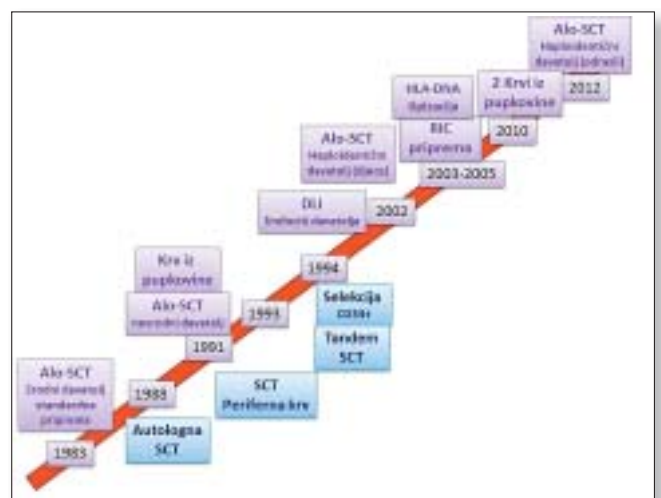 Alo-SCT
Haploidentični
davatelj (odrasli)
2012
HLA-DNA
tipizacija
2 Krvi iz
pupkovine
2010
Alo-SCT
Haploidentični
davatelj (djeca)
RIC
priprema
2003-2005
DLI
limfociti davatelja
2002
Krv iz
pupkovine
1994
Alo-SCT
nesrodni davatelj
1993
Selekcija
CD34+
1991
Tandem
SCT
Alo-SCT
Srodni davatelj
standardna
priprema
1988
SCT
Periferna krv
Autologna
SCT
1983